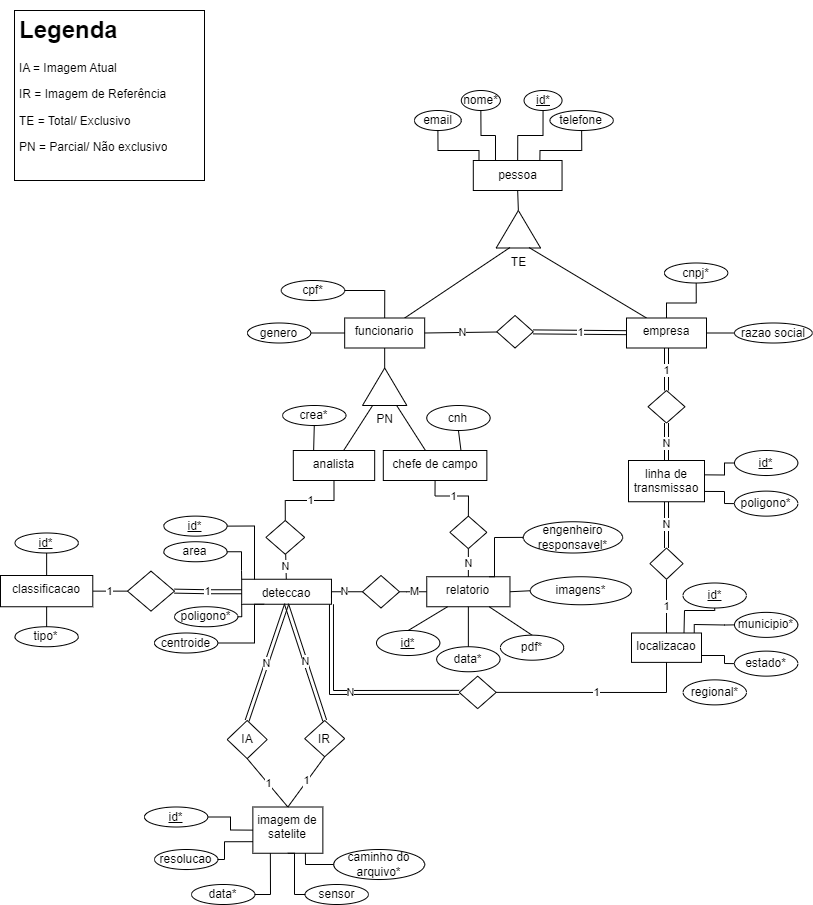 Legenda
IA = Imagem Atual
IR = Imagem de Referência
TE = Total/ Exclusivo
PN = Parcial/ Não exclusivo
nome*
id*
email
telefone
pessoa
TE
cnpj*
cpf*
genero
funcionario
N
1
empresa
razao social
1
PN
crea*
cnh
N
analista
chefe de campo
linha de
transmissao
id*
poligono*
1
1
id*
N
engenheiro
responsavel*
area
id*
N
N
classificacao
1
1
deteccao
N
M
relatorio
imagens*
id*
1
poligono*
municipio*
tipo*
centroide
id*
pdf*
localizacao
data*
estado*
N
N
N
1
regional*
IA
IR
1
1
id*
imagem de
satelite
resolucao
caminho do
arquivo*
data*
sensor